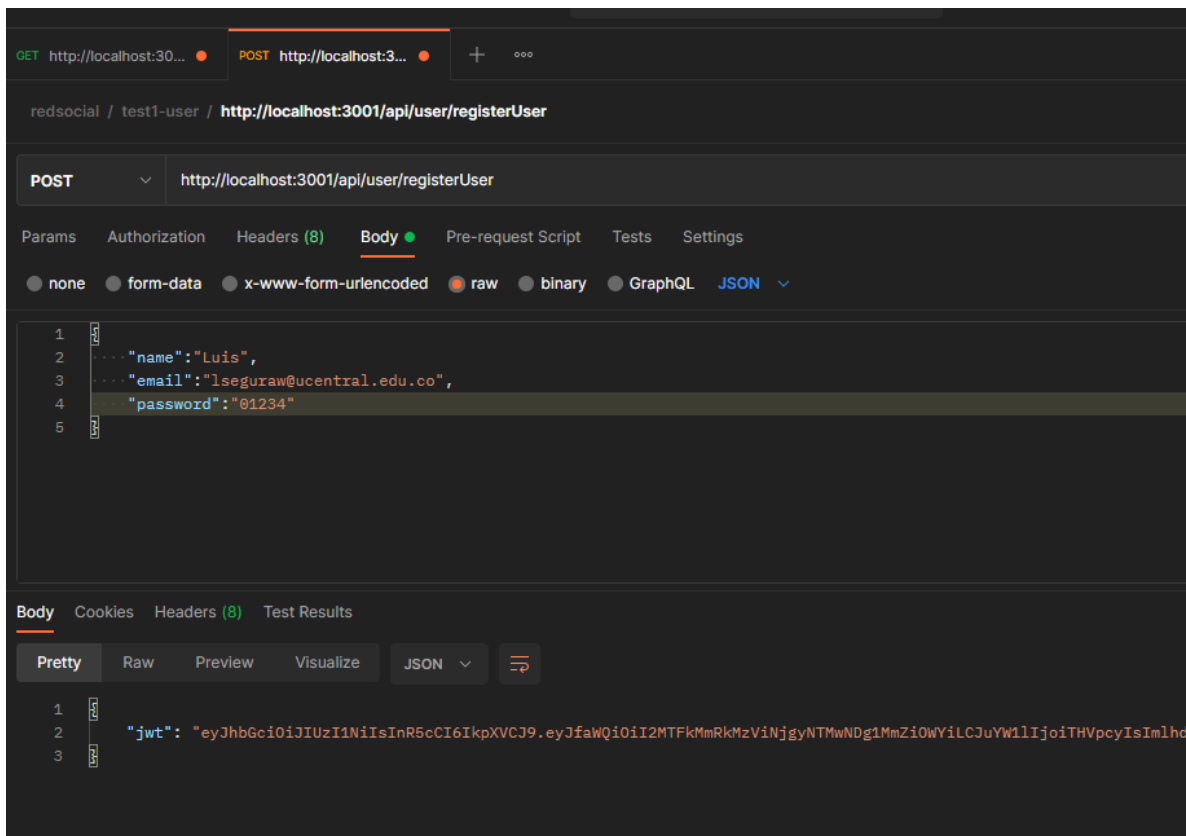 GET http://localhost:30...
POST http://localhost:3...
redsocial / test1-user / http://localhost:3001/api/user/registerUser
POST http://localhost:3001/api/user/registerUser
Params Authorization Headers (8) Body Pre-request Script Tests Settings
none form-data x-www-form-urlencoded raw binary GraphQL JSON
1 {
2 "name":"Luis",
3 "email":"lseguraw@ucentral.edu.co",
4 "password":"01234"
5 }
Body Cookies Headers (8) Test Results
Pretty Raw Preview Visualize JSON
1 {
2 "jwt": "eyJhbGciOiJIUzI1NiIsInR5cCI6IkpXVCJ9.eyJfaWQiOiI2MTFkMmRkMzViNjgyNTMwNDg1MmZiOWYiLCJuYW1lIjoiTHVpcyIsImlhd
3 }